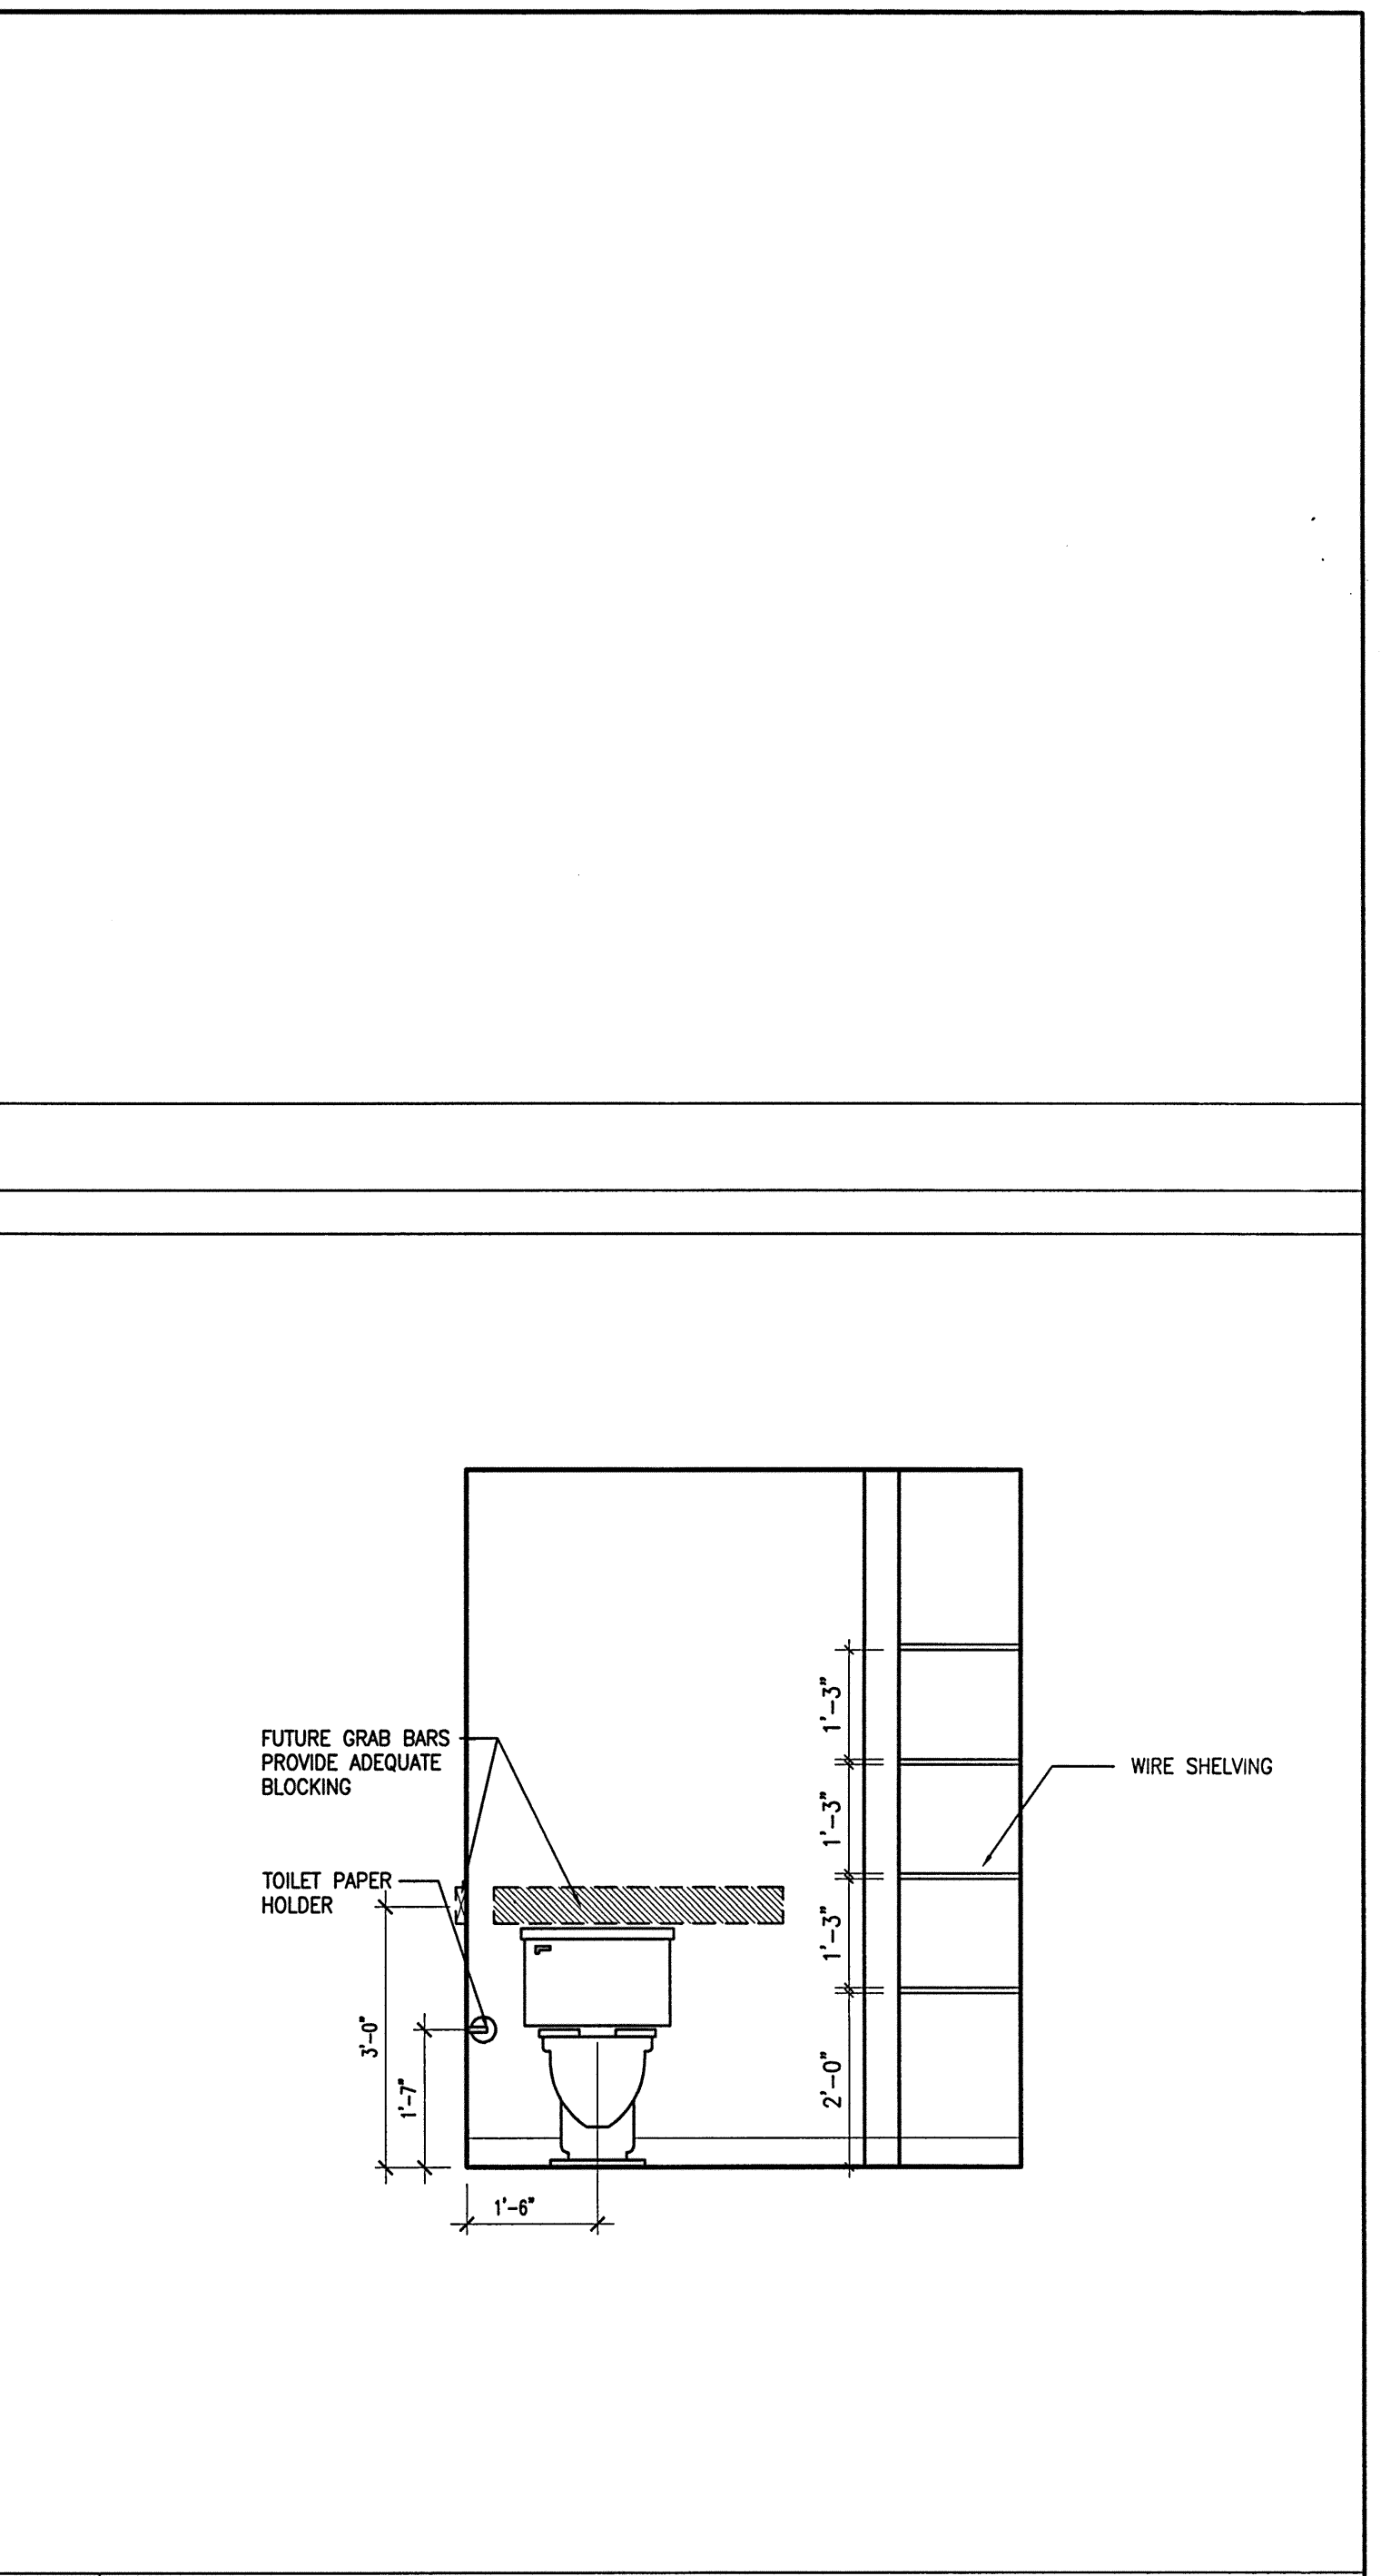 1'-3"
FUTURE GRAB BARS
PROVIDE ADEQUATE
BLOCKING
WIRE SHELVING
1'-3"
TOILET PAPER
HOLDER
1'-3"
3'-0"
1'-7"
2'-0"
1'-6"